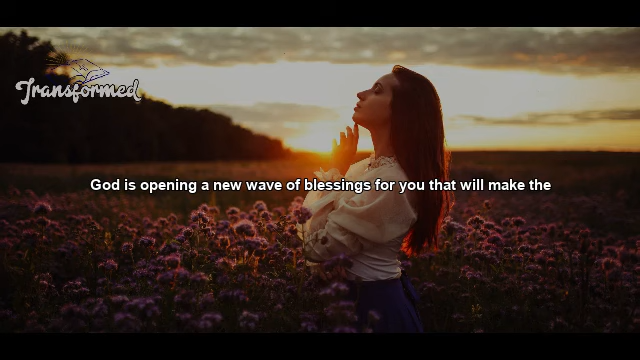 Transformed
God is opening a new wave of blessings for you that will make the